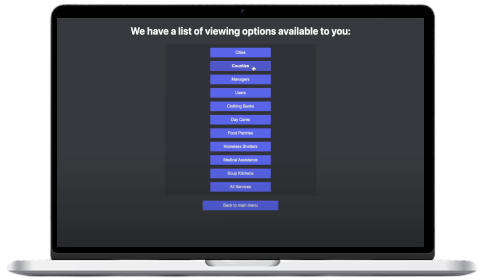 We have a list of viewing options available to you:
Cities
Counties
Managers
Users
Clothing Banks
Day Cares
Food Pantries
Homeless Shelters
Medical Assistance
Soup Kitchens
All Services
Back to main menu